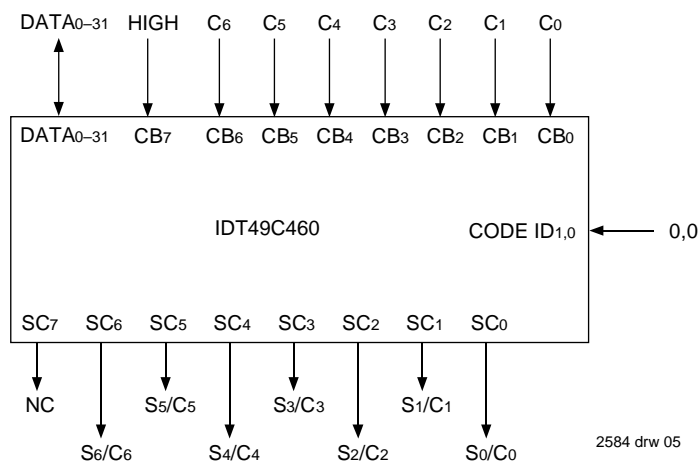 DATA0–31 HIGH C6 C5 C4 C3 C2 C1 C0
DATA0–31 CB7 CB6 CB5 CB4 CB3 CB2 CB1 CB0
IDT49C460 CODE ID1,0 0,0
SC7 SC6 SC5 SC4 SC3 SC2 SC1 SC0
NC S5/C5 S3/C3 S1/C1
S6/C6 S4/C4 S2/C2 S0/C0
2584 drw 05